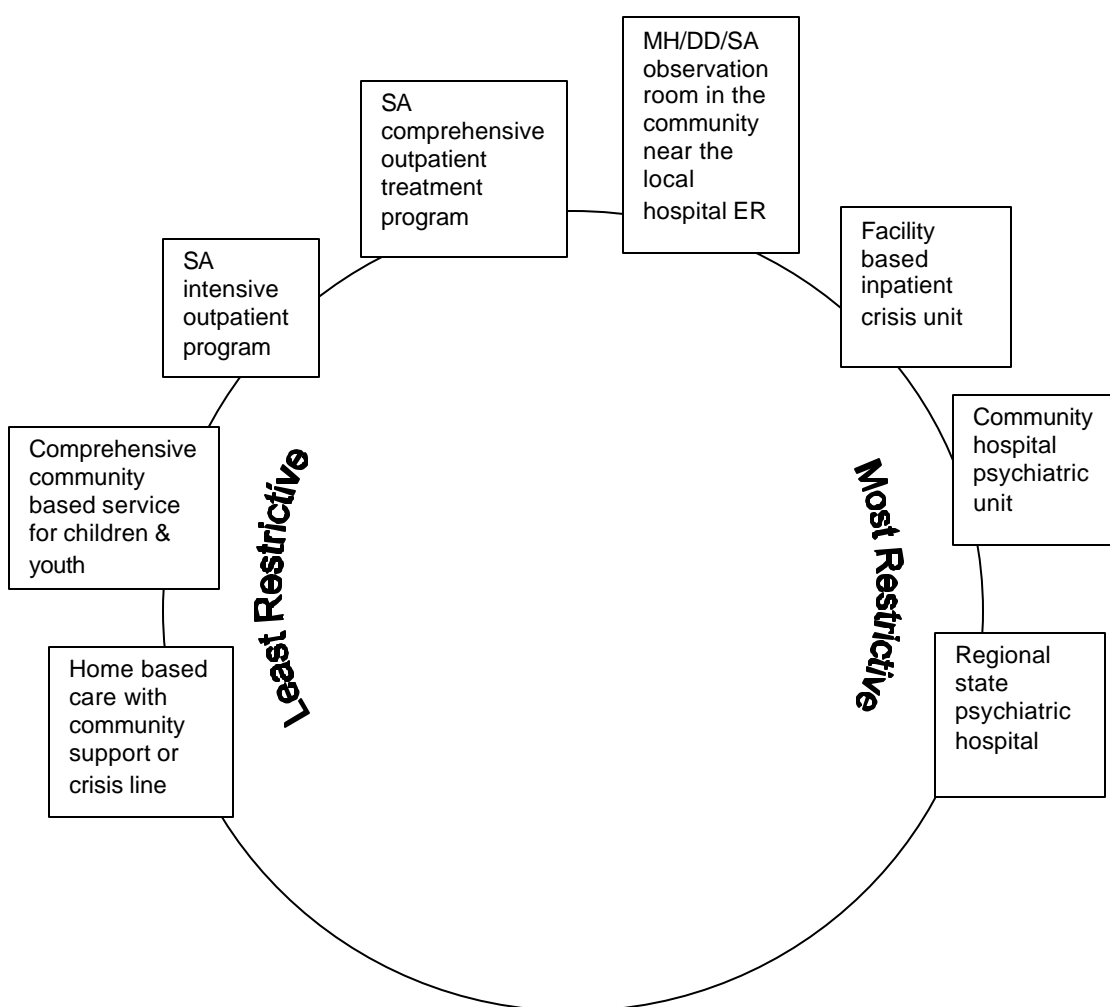 MH/DD/SA
observation
room in the
community
near the
local
hospital ER
SA
comprehensive
outpatient
treatment
program
Facility
based
inpatient
crisis unit
SA
intensive
outpatient
program
Community
hospital
psychiatric
unit
Comprehensive
community
based service
for children &
youth
Least Restrictive
Most Restrictive
Home based
care with
community
support or
crisis line
Regional
state
psychiatric
hospital